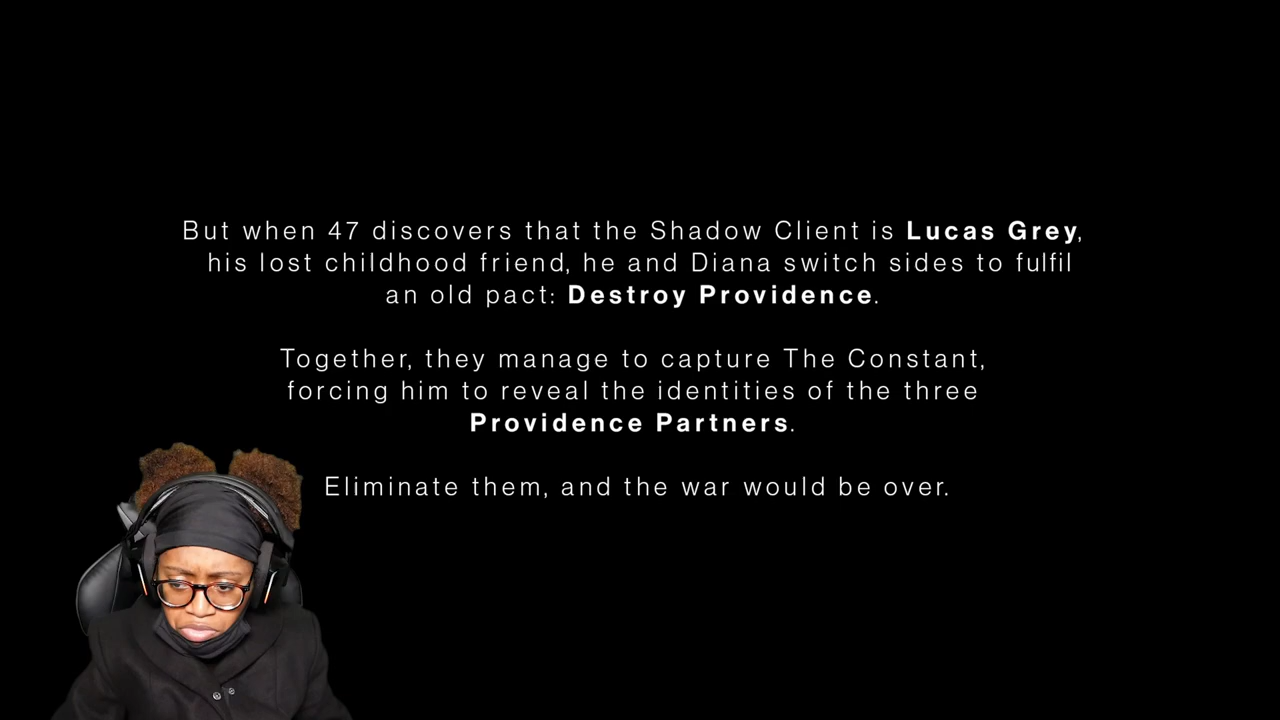 But when 47 discovers that the Shadow Client is Lucas Grey,
his lost childhood friend, he and Diana switch sides to fulfil
an old pact: Destroy Providence.
Together, they manage to capture The Constant,
forcing him to reveal the identities of the three
Providence Partners.
Eliminate them, and the war would be over.